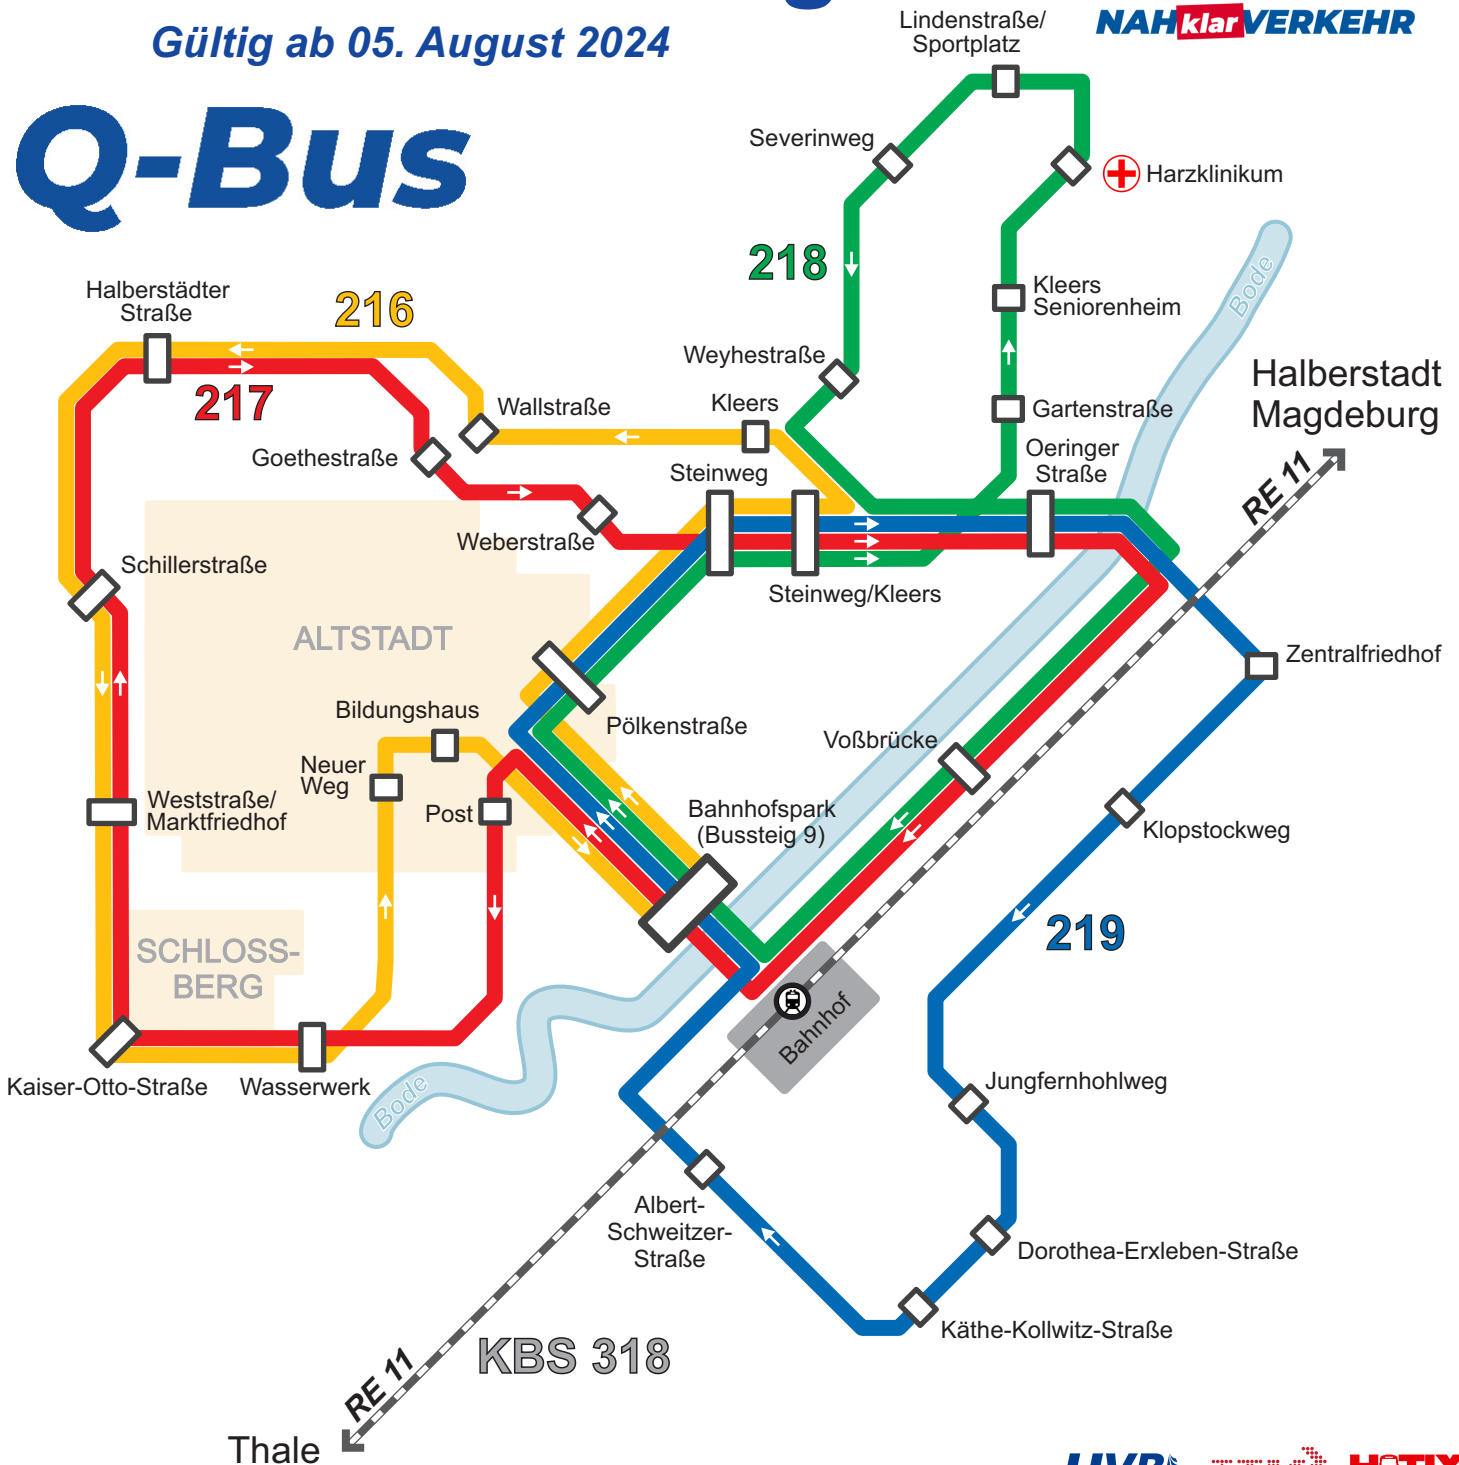 Gültig ab 05. August 2024
NAHklarVERKEHR
Q-Bus
Lindenstraße/
Sportplatz
Severinweg
Harzklinikum
218
Bode
Kleers
Seniorenheim
Halberstädter
Straße
216
217
Weyhestraße
Halberstadt
Magdeburg
Wallstraße
Kleers
Gartenstraße
Goethestraße
Steinweg
Oeringer
Straße
RE 11
Weberstraße
Schillerstraße
Steinweg/Kleers
ALTSTADT
Zentralfriedhof
Bildungshaus
Pölkenstraße
Voßbrücke
Neuer
Weg
Post
Weststraße/
Marktfriedhof
Bahnhofspark
(Bussteig 9)
Klopstockweg
219
SCHLOSS-
BERG
Bahnhof
Kaiser-Otto-Straße
Wasserwerk
Bode
Jungfernhohlweg
Albert-
Schweitzer-
Straße
Dorothea-Erxleben-Straße
Käthe-Kollwitz-Straße
KBS 318
RE 11
Thale